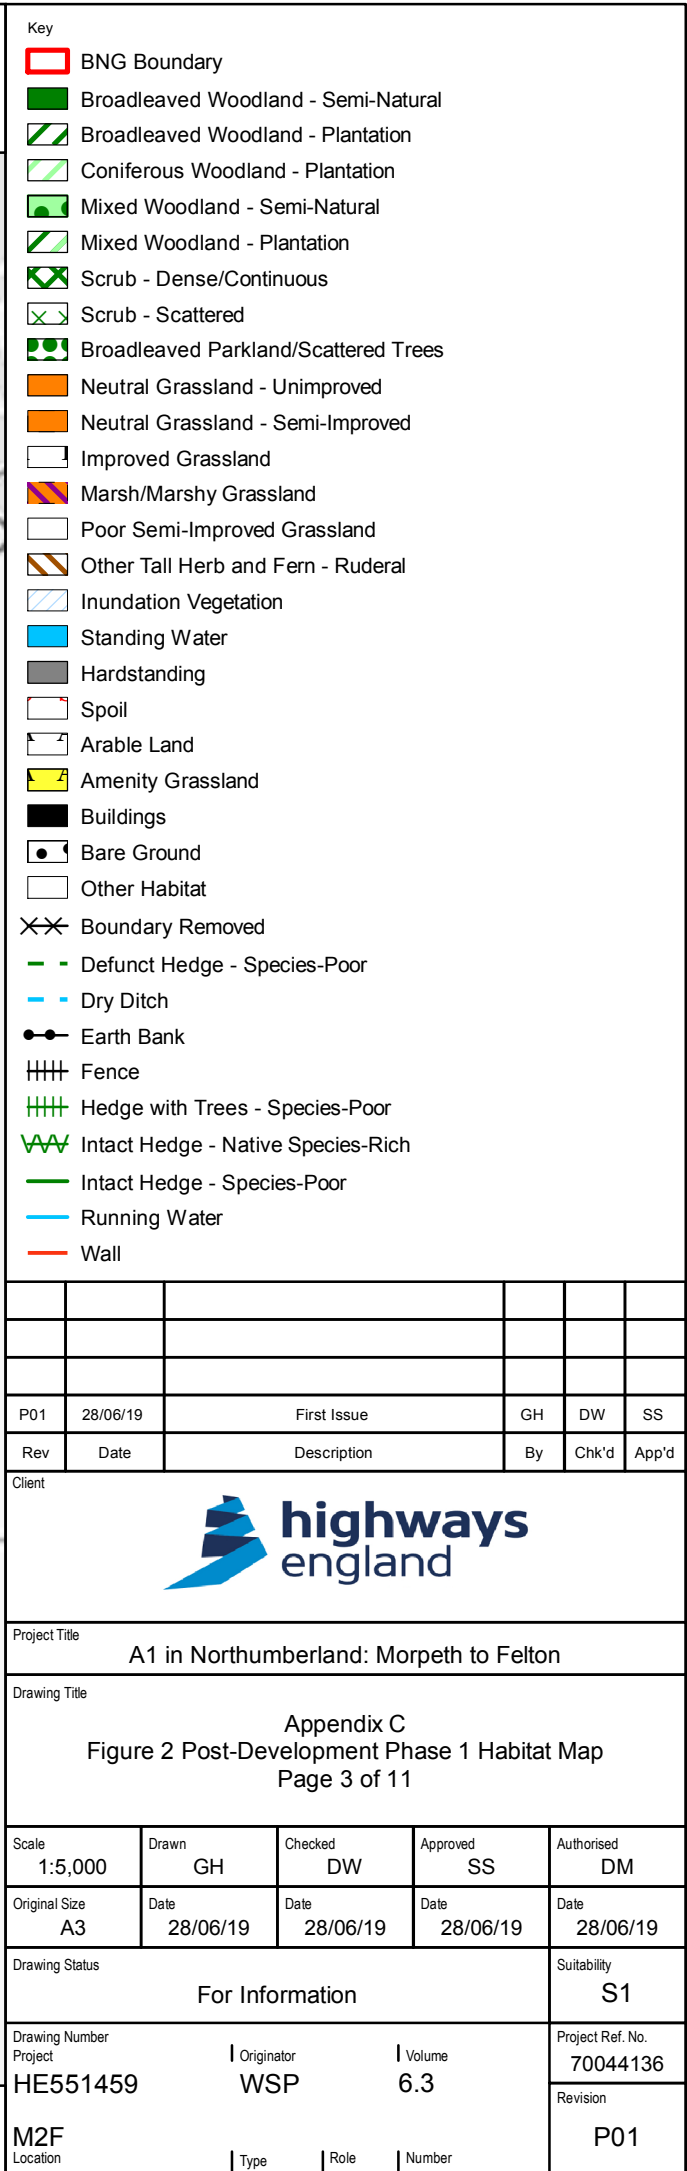 Key
BNG Boundary
Broadleaved Woodland - Semi-Natural
Broadleaved Woodland - Plantation
Coniferous Woodland - Plantation
Mixed Woodland - Semi-Natural
Mixed Woodland - Plantation
Scrub - Dense/Continuous
Scrub - Scattered
Broadleaved Parkland/Scattered Trees
Neutral Grassland - Unimproved
Neutral Grassland - Semi-Improved
Improved Grassland
Marsh/Marshy Grassland
Poor Semi-Improved Grassland
Other Tall Herb and Fern - Ruderal
Inundation Vegetation
Standing Water
Hardstanding
Spoil
Arable Land
Amenity Grassland
Buildings
Bare Ground
Other Habitat
Boundary Removed
Defunct Hedge - Species-Poor
Dry Ditch
Earth Bank
Fence
Hedge with Trees - Species-Poor
Intact Hedge - Native Species-Rich
Intact Hedge - Species-Poor
Running Water
Wall
P01 28/06/19 First Issue GH DW SS
Rev Date Description By Chk'd App'd
Client
highways
england
Project Title
A1 in Northumberland: Morpeth to Felton
Drawing Title
Appendix C
Figure 2 Post-Development Phase 1 Habitat Map
Page 3 of 11
Scale Drawn Checked Approved Authorised
1:5,000 GH DW SS DM
Original Size Date Date Date Date
A3 28/06/19 28/06/19 28/06/19 28/06/19
Drawing Status Suitability
For Information S1
Drawing Number Project Ref. No.
Project Originator Volume 70044136
HE551459 WSP 6.3
Revision
M2F P01
Location Type Role Number